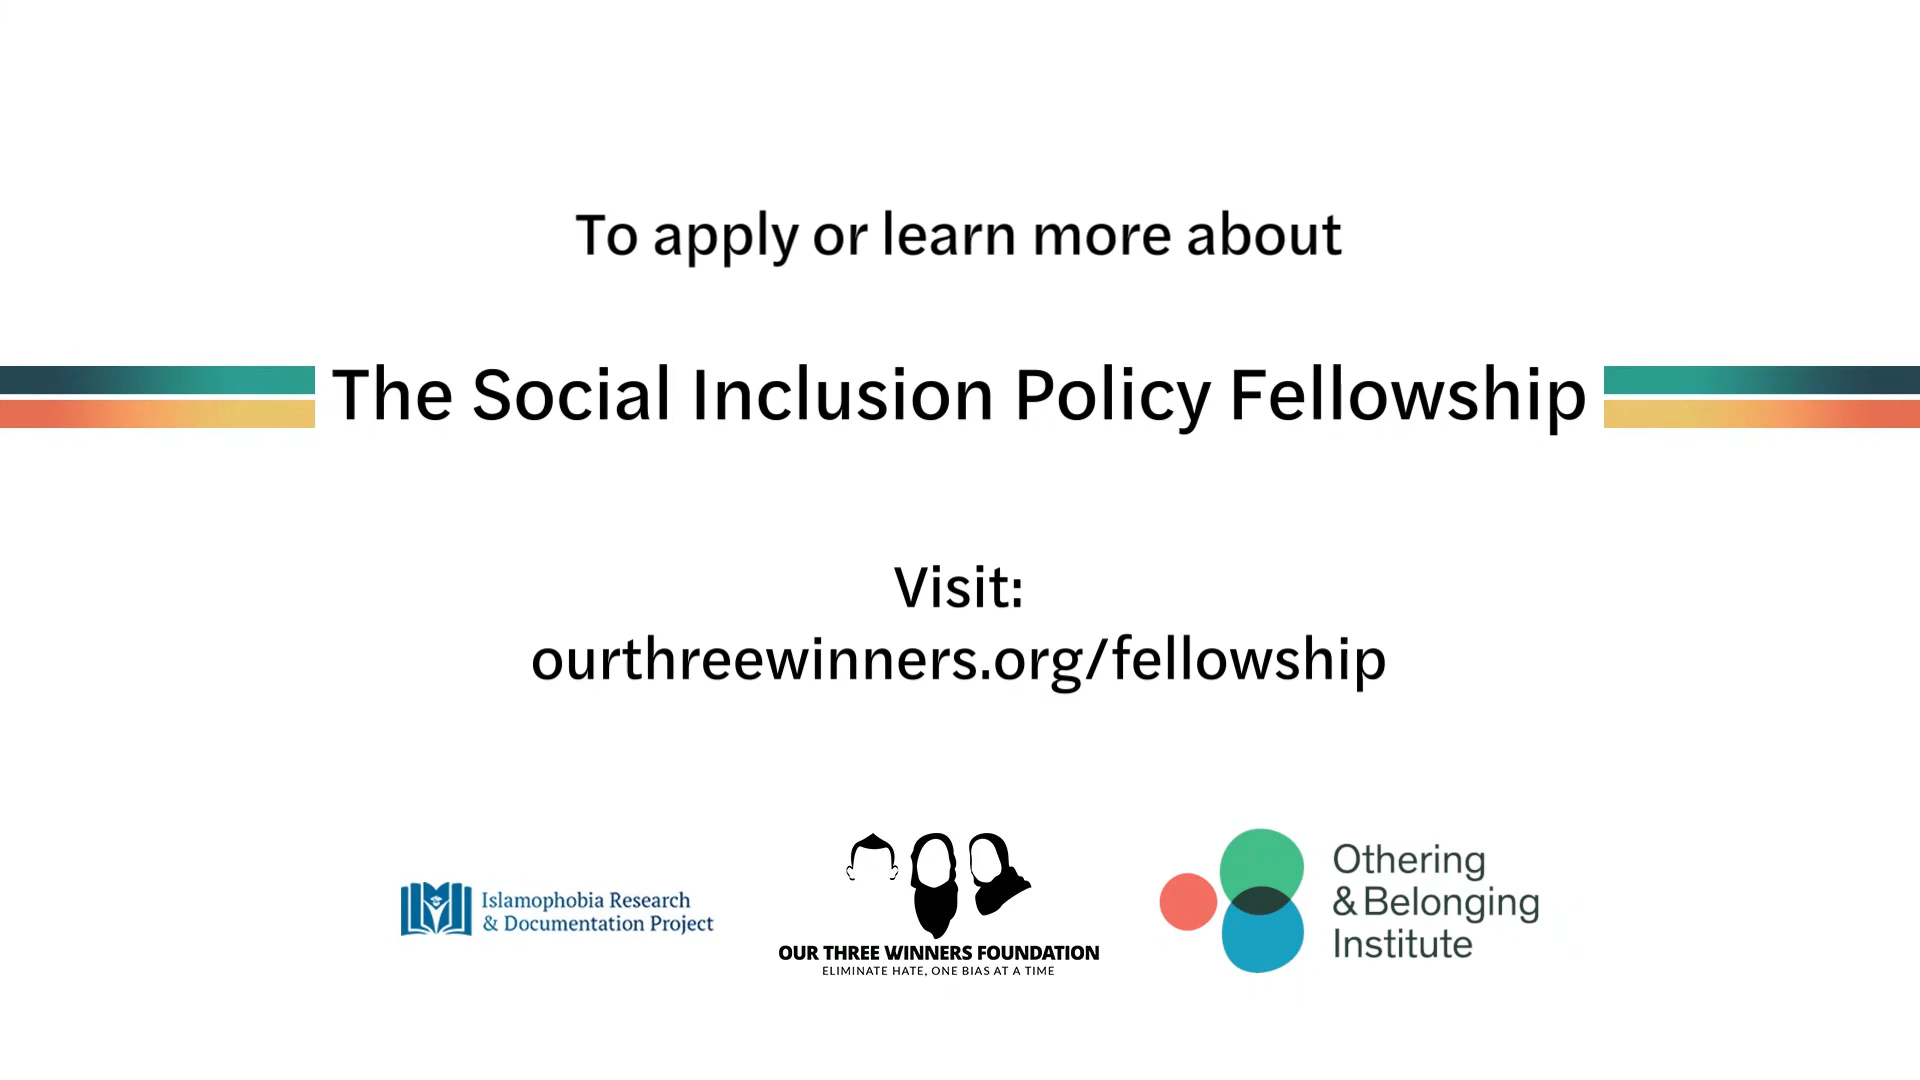 To apply or learn more about
The Social Inclusion Policy Fellowship
Visit:
ourthreewinners.org/fellowship
Islamophobia Research
& Documentation Project
OUR THREE WINNERS FOUNDATION
ELIMINATE HATE, ONE BIAS AT A TIME
Othering
& Belonging
Institute